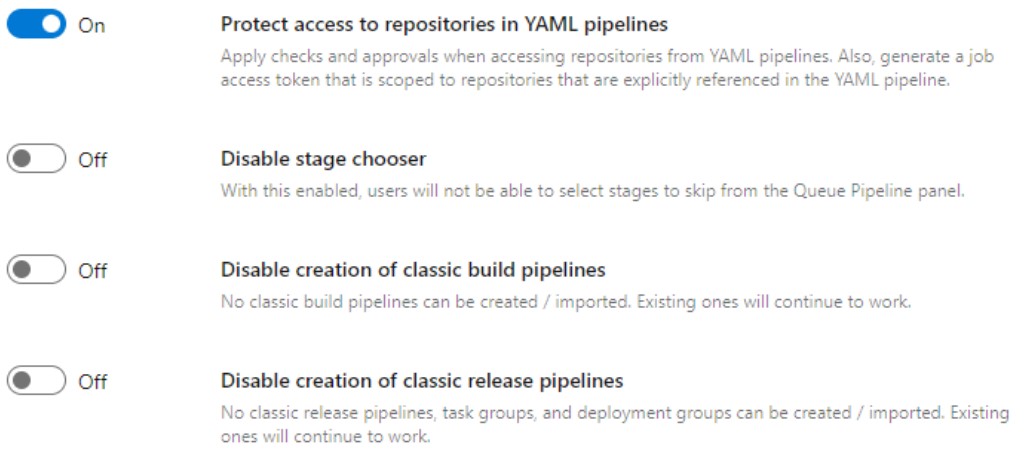 On
Protect access to repositories in YAML pipelines
Apply checks and approvals when accessing repositories from YAML pipelines. Also, generate a job
access token that is scoped to repositories that are explicitly referenced in the YAML pipeline.
Off
Disable stage chooser
With this enabled, users will not be able to select stages to skip from the Queue Pipeline panel.
Off
Disable creation of classic build pipelines
No classic build pipelines can be created / imported. Existing ones will continue to work.
Off
Disable creation of classic release pipelines
No classic release pipelines, task groups, and deployment groups can be created / imported. Existing
ones will continue to work.